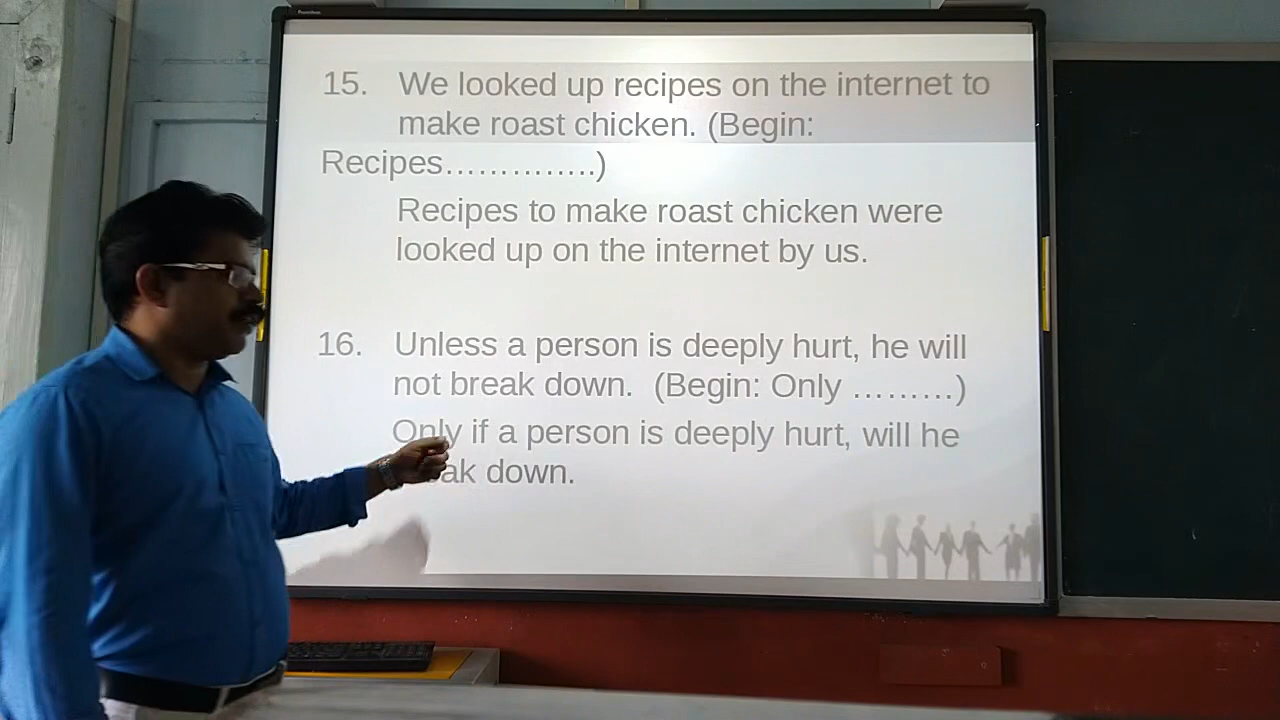 15. We looked up recipes on the internet to
make roast chicken. (Begin:
Recipes…………..)
Recipes to make roast chicken were
looked up on the internet by us.
16. Unless a person is deeply hurt, he will
not break down. (Begin: Only ………)
Only if a person is deeply hurt, will he
ak down.